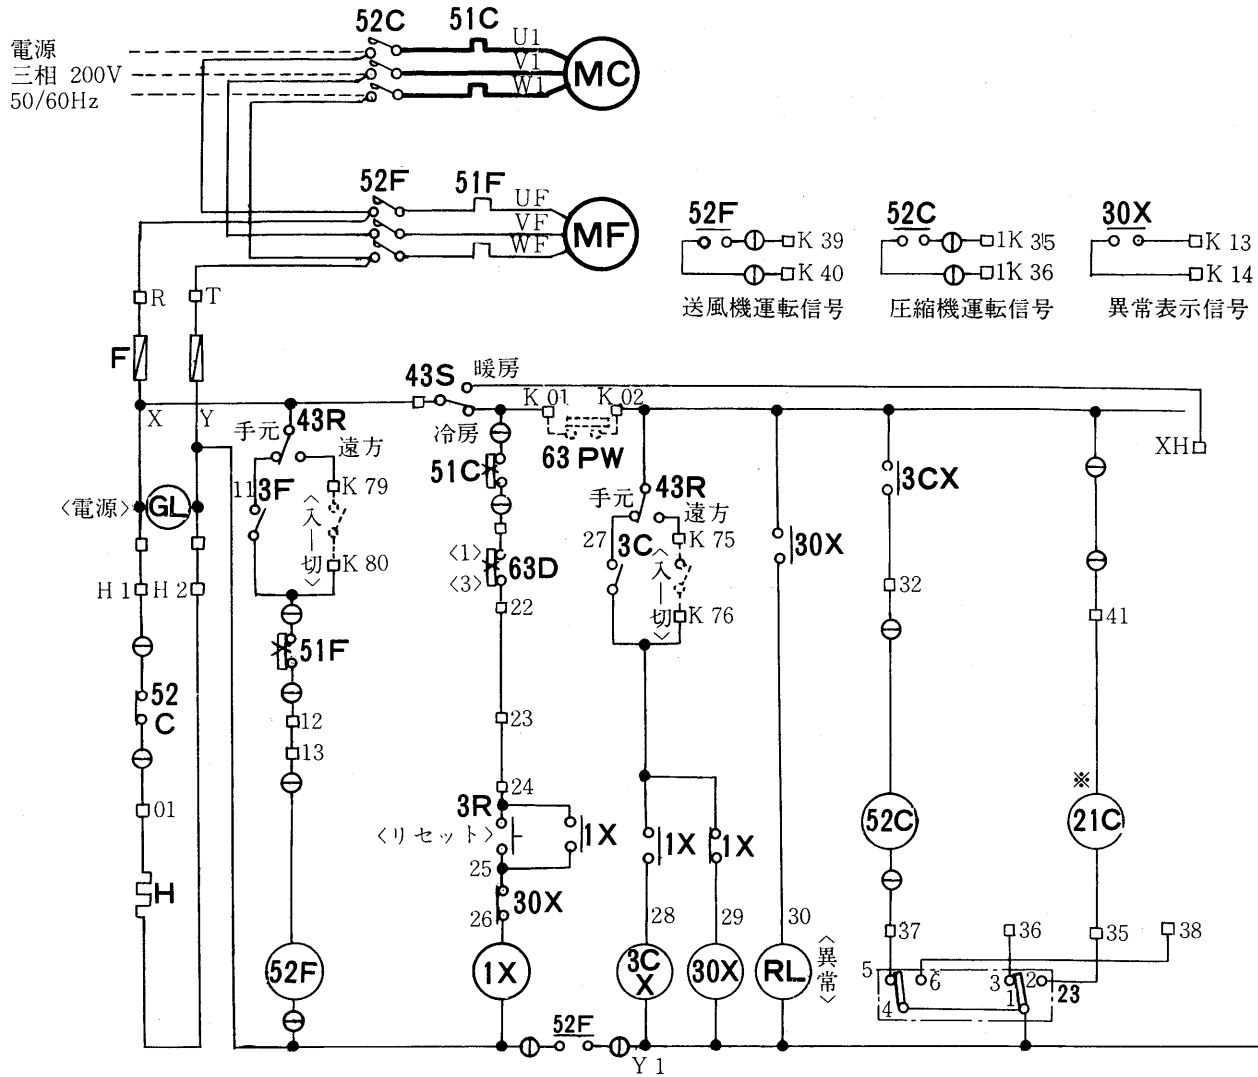 電源
三相 200V
50/60Hz
52C
51C
U1
V1
W1
MC
52F
51F
UF
VF
WF
MF
52F
K 39
K 40
送風機運転信号
52C
1K 35
1K 36
圧縮機運転信号
30X
K 13
K 14
異常表示信号
R
T
F
X
Y
43S
暖房
冷房
K 01
K 02
63 PW
XH
手元
43R
遠方
11
3F
K 79
〈入―切〉
K 80
〈電源〉
GL
H 1
H 2
51C
〈1〉
〈3〉
63D
22
手元
43R
遠方
27
3C
K 75
〈入―切〉
K 76
30X
3CX
32
41
51F
52
C
12
13
23
24
01
3R
〈リセット〉
1X
25
30X
26
H
1X
1X
28
29
30
52C
※
21C
37
36
35
38
52F
1X
3C
X
30X
RL
〈異常〉
5
6
4
3
2
1
23
52F
Y 1